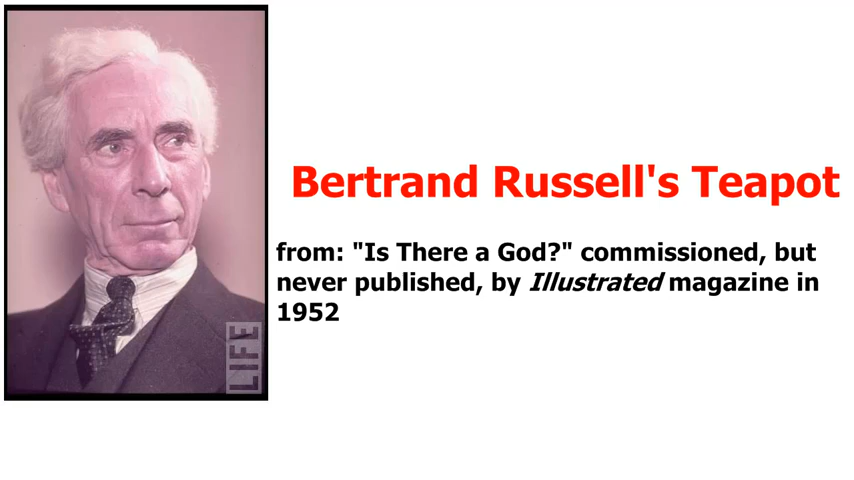 Bertrand Russell's Teapot
from: "Is There a God?" commissioned, but
never published, by Illustrated magazine in
1952
LIFE